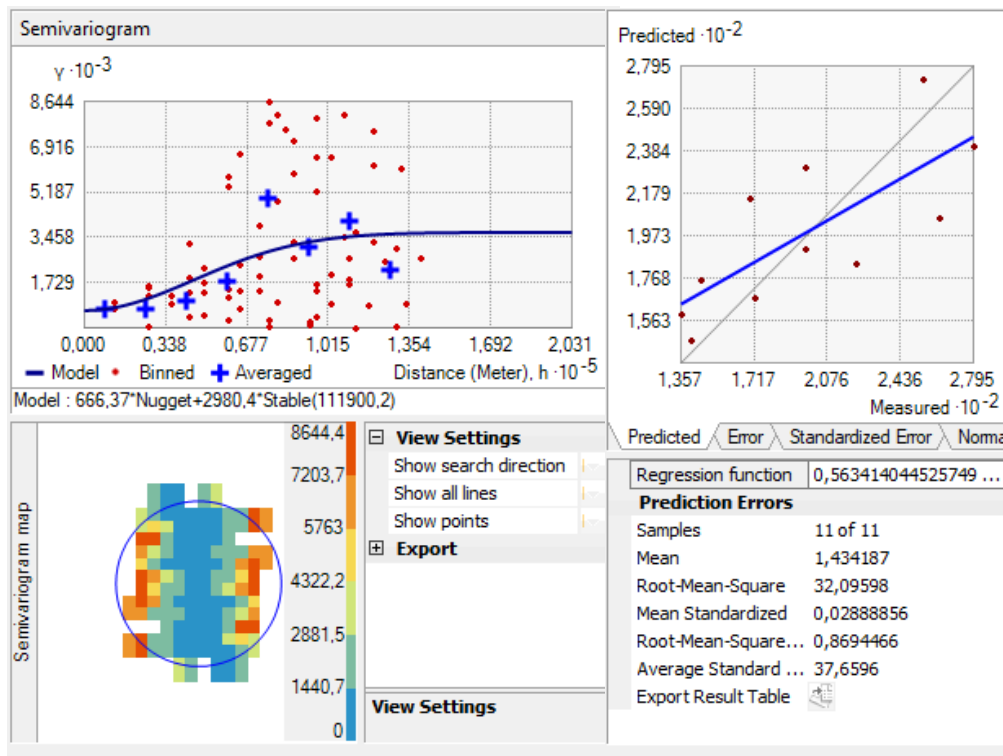 Semivariogram
γ ·10-3
8,644
6,916
5,187
3,458
1,729
0,000 0,338 0,677 1,015 1,354 1,692 2,031
Model Binned Averaged Distance (Meter), h ·10-5
Model : 666,37*Nugget+2980,4*Stable(111900,2)
Predicted ·10-2
2,795
2,590
2,384
2,179
1,973
1,768
1,563
1,357 1,717 2,076 2,436 2,795
Measured ·10-2
Predicted Error Standardized Error Norma
Semivariogram map
8644,4
7203,7
5763
4322,2
2881,5
1440,7
0
View Settings
Show search direction
Show all lines
Show points
Export
View Settings
Regression function 0,563414044525749 ...
Prediction Errors
Samples 11 of 11
Mean 1,434187
Root-Mean-Square 32,09598
Mean Standardized 0,02888856
Root-Mean-Square... 0,8694466
Average Standard ... 37,6596
Export Result Table